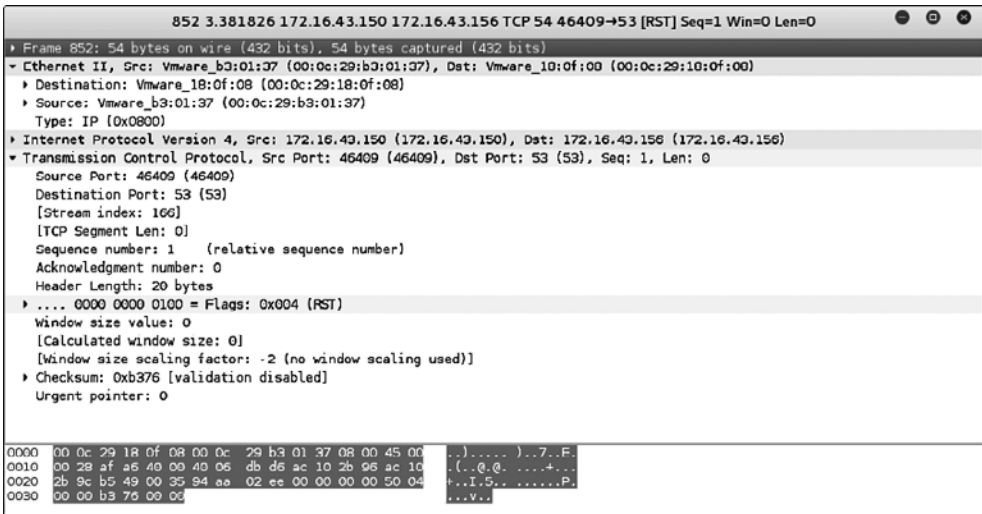 852 3.381826 172.16.43.150 172.16.43.156 TCP 54 46409→53 [RST] Seq=1 Win=0 Len=0
Frame 852: 54 bytes on wire (432 bits), 54 bytes captured (432 bits)
Ethernet II, Src: Vmware_b3:01:37 (00:0c:29:b3:01:37), Dst: Vmware_18:0f:08 (00:0c:29:18:0f:08)
Destination: Vmware_18:0f:08 (00:0c:29:18:0f:08)
Source: Vmware_b3:01:37 (00:0c:29:b3:01:37)
Type: IP (0x0800)
Internet Protocol Version 4, Src: 172.16.43.150 (172.16.43.150), Dst: 172.16.43.156 (172.16.43.156)
Transmission Control Protocol, Src Port: 46409 (46409), Dst Port: 53 (53), Seq: 1, Len: 0
Source Port: 46409 (46409)
Destination Port: 53 (53)
[Stream index: 166]
[TCP Segment Len: 0]
Sequence number: 1 (relative sequence number)
Acknowledgment number: 0
Header Length: 20 bytes
.... 0000 0000 0100 = Flags: 0x004 (RST)
Window size value: 0
[Calculated window size: 0]
[Window size scaling factor: -2 (no window scaling used)]
Checksum: 0xb376 [validation disabled]
Urgent pointer: 0
0000 00 0c 29 18 0f 08 00 0c 29 b3 01 37 08 00 45 00 ..)..... )..7..E.
0010 00 28 af a6 40 00 40 06 db d6 ac 10 2b 96 ac 10 .(..@.@. ....+...
0020 2b 9c b5 49 00 35 94 aa 02 ee 00 00 00 00 50 04 +..I.5.. ......P.
0030 00 00 b3 76 00 00 ...v..